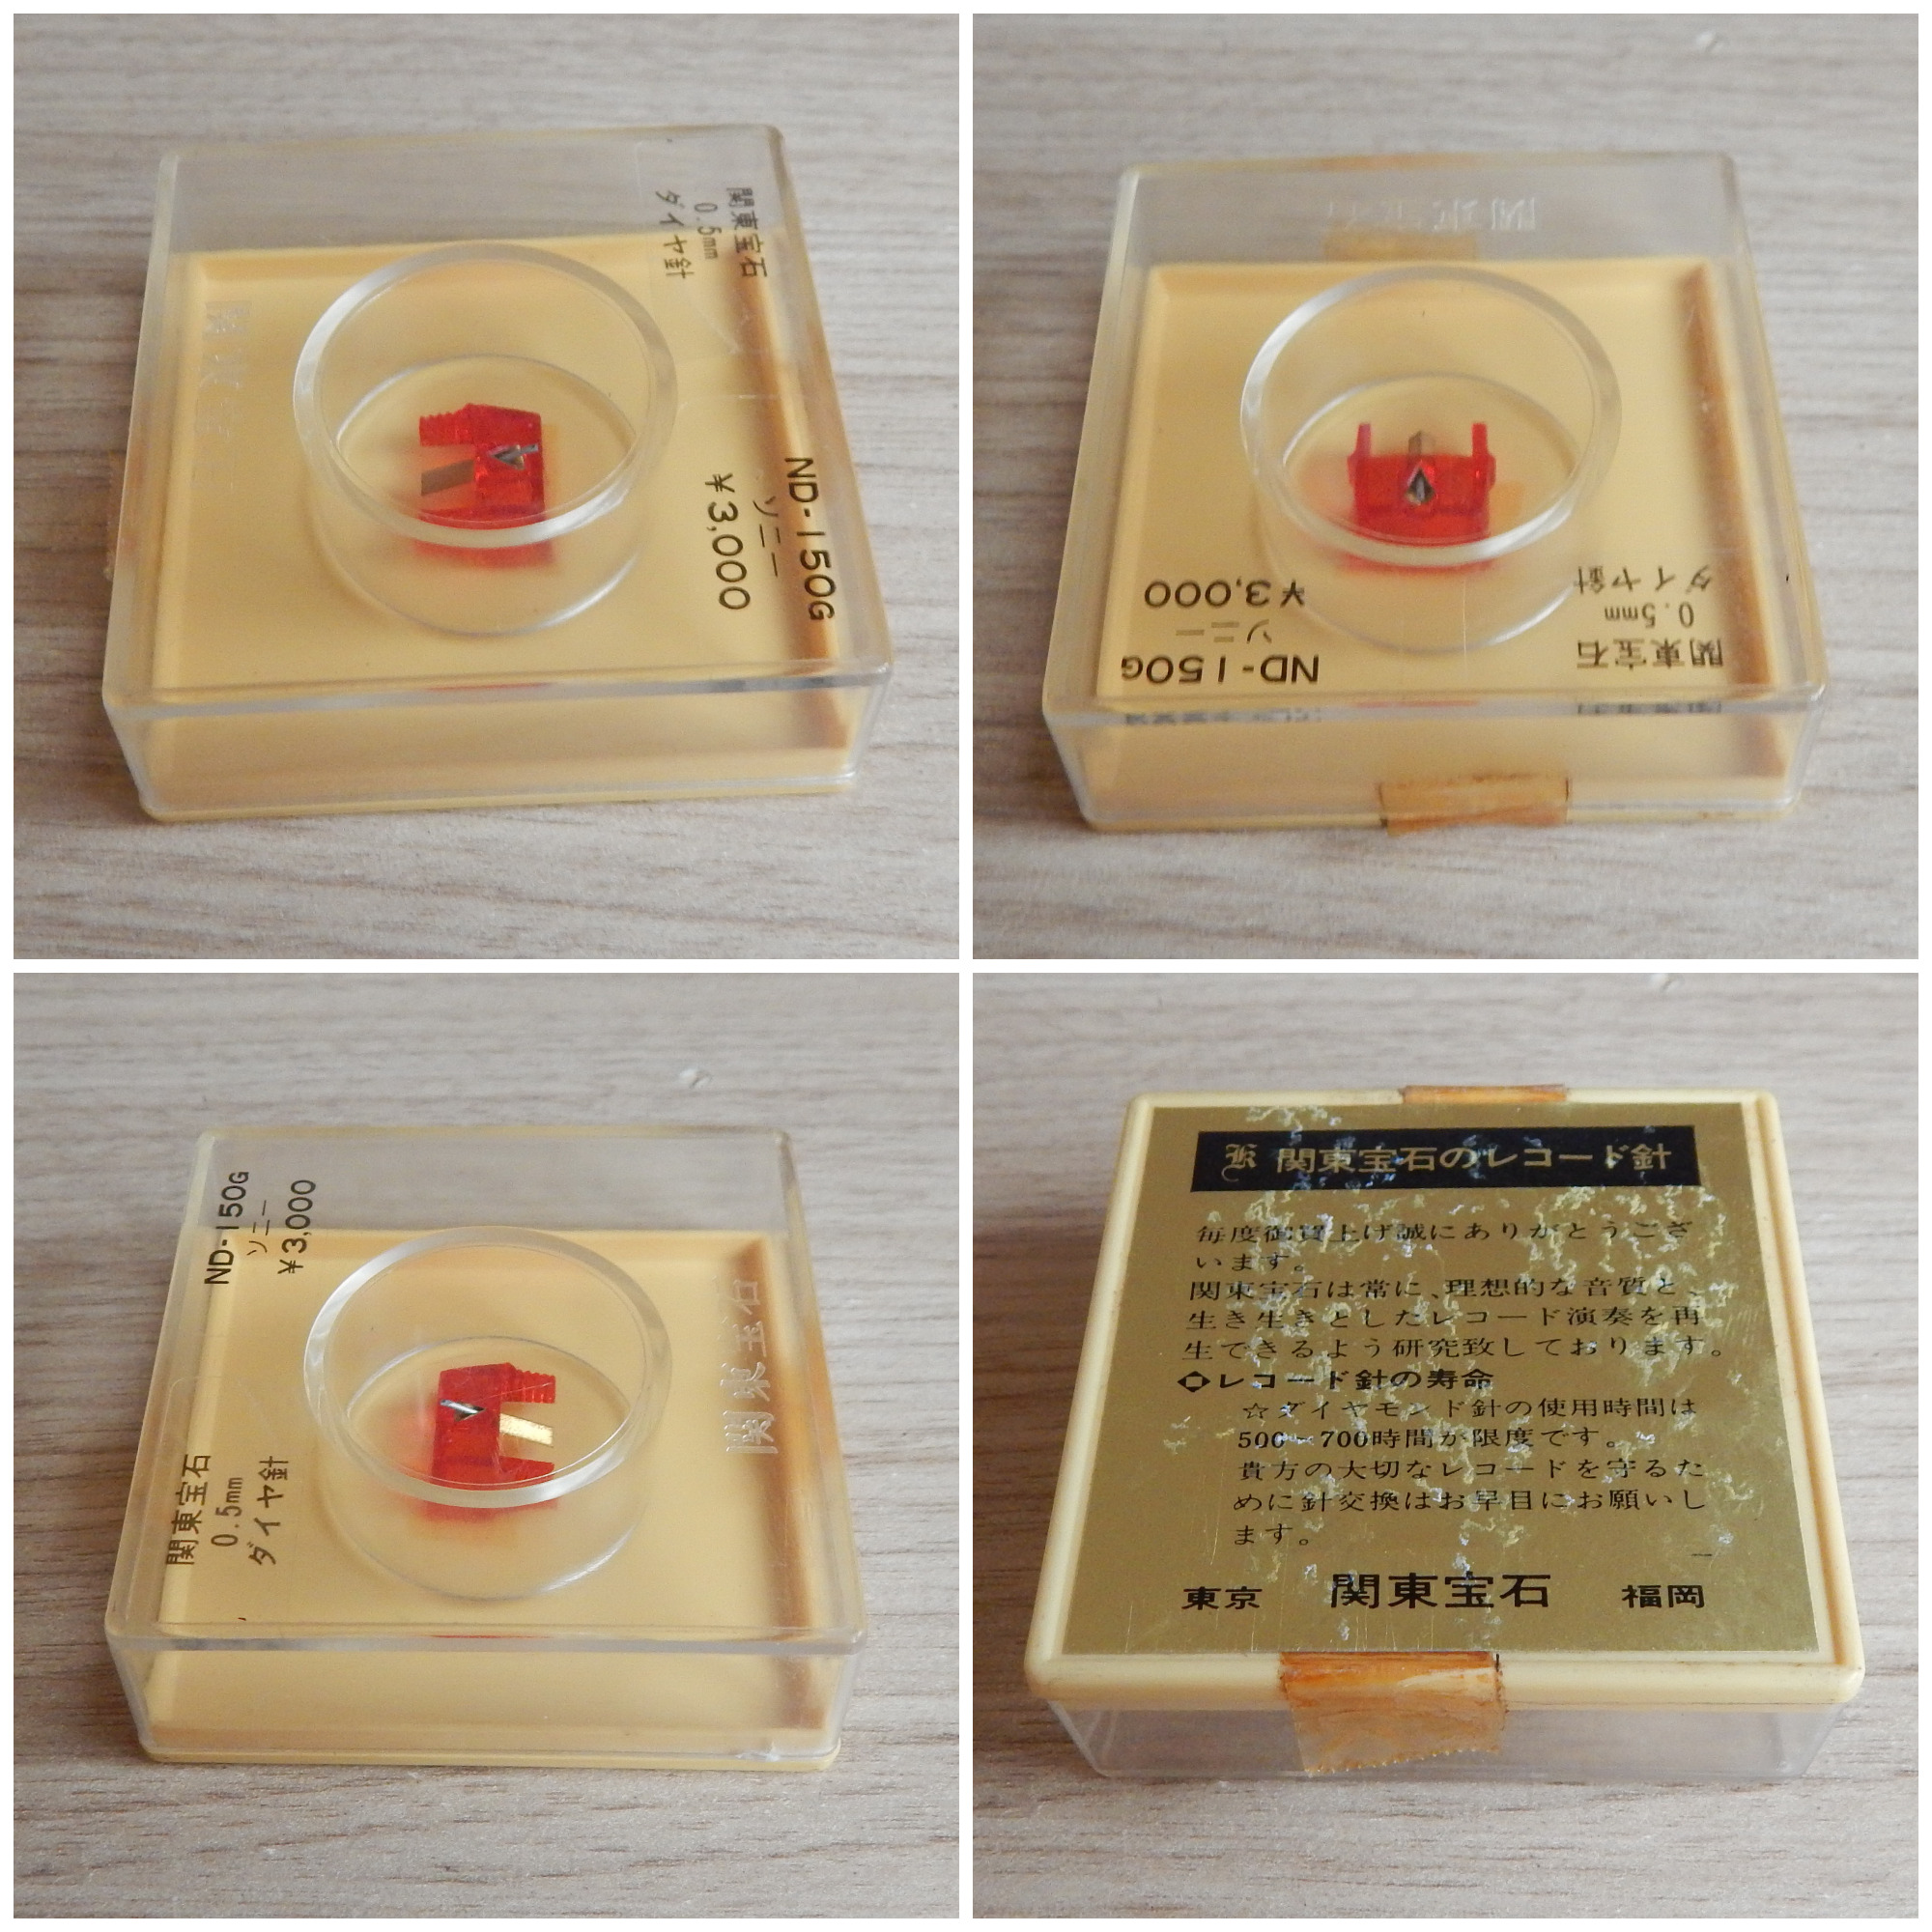 関東宝石
0.5mm
ダイヤ針
ND-150G
ソニー
¥3,000
ND-150G
ソニー
¥3,000
関東宝石
0.5mm
ダイヤ針
関東宝石
ND-150G
ソニー
¥3,000
関東宝石
0.5mm
ダイヤ針
関東宝石
K 関東宝石のレコード針
毎度御買上げ誠にありがとうござ
います。
関東宝石は常に、理想的な音質と、
生き生きとしたレコード演奏を再
生できるよう研究致しております。
◇レコード針の寿命
☆ダイヤモンド針の使用時間は
500~700時間が限度です。
貴方の大切なレコードを守るた
めに針交換はお早目にお願いし
ます。
東京 関東宝石 福岡